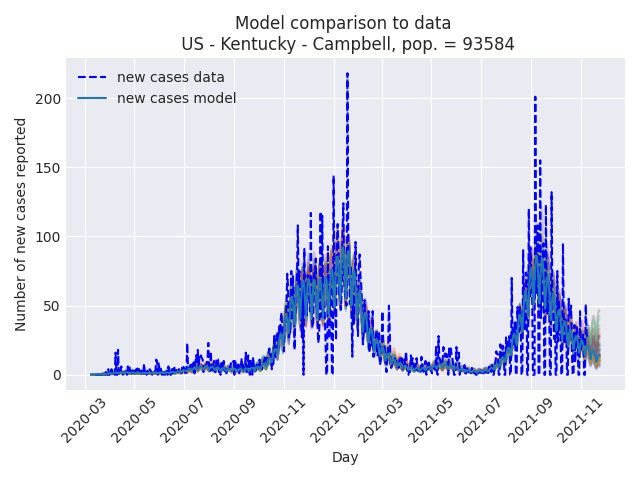 Model comparison to data
US - Kentucky - Campbell, pop. = 93584
new cases data
new cases model
Number of new cases reported
200
150
100
50
0
2020-03
2020-05
2020-07
2020-09
2020-11
2021-01
2021-03
2021-05
2021-07
2021-09
2021-11
Day